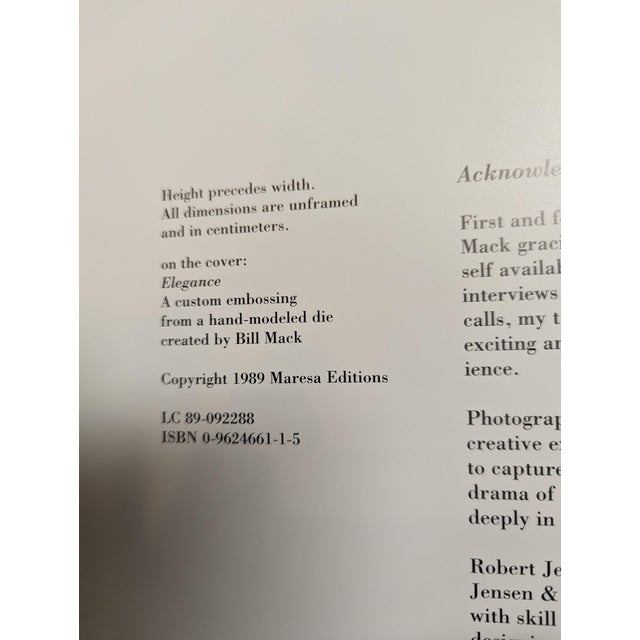 Height precedes width.
All dimensions are unframed
and in centimeters.
on the cover:
Elegance
A custom embossing
from a hand-modeled die
created by Bill Mack
Copyright 1989 Maresa Editions
LC 89-092288
ISBN 0-9624661-1-5
Acknowle
First and f
Mack graci
self availab
interviews
calls, my t
exciting an
ience.
Photograp
creative e
to capture
drama of
deeply in
Robert Je
Jensen &
with skill